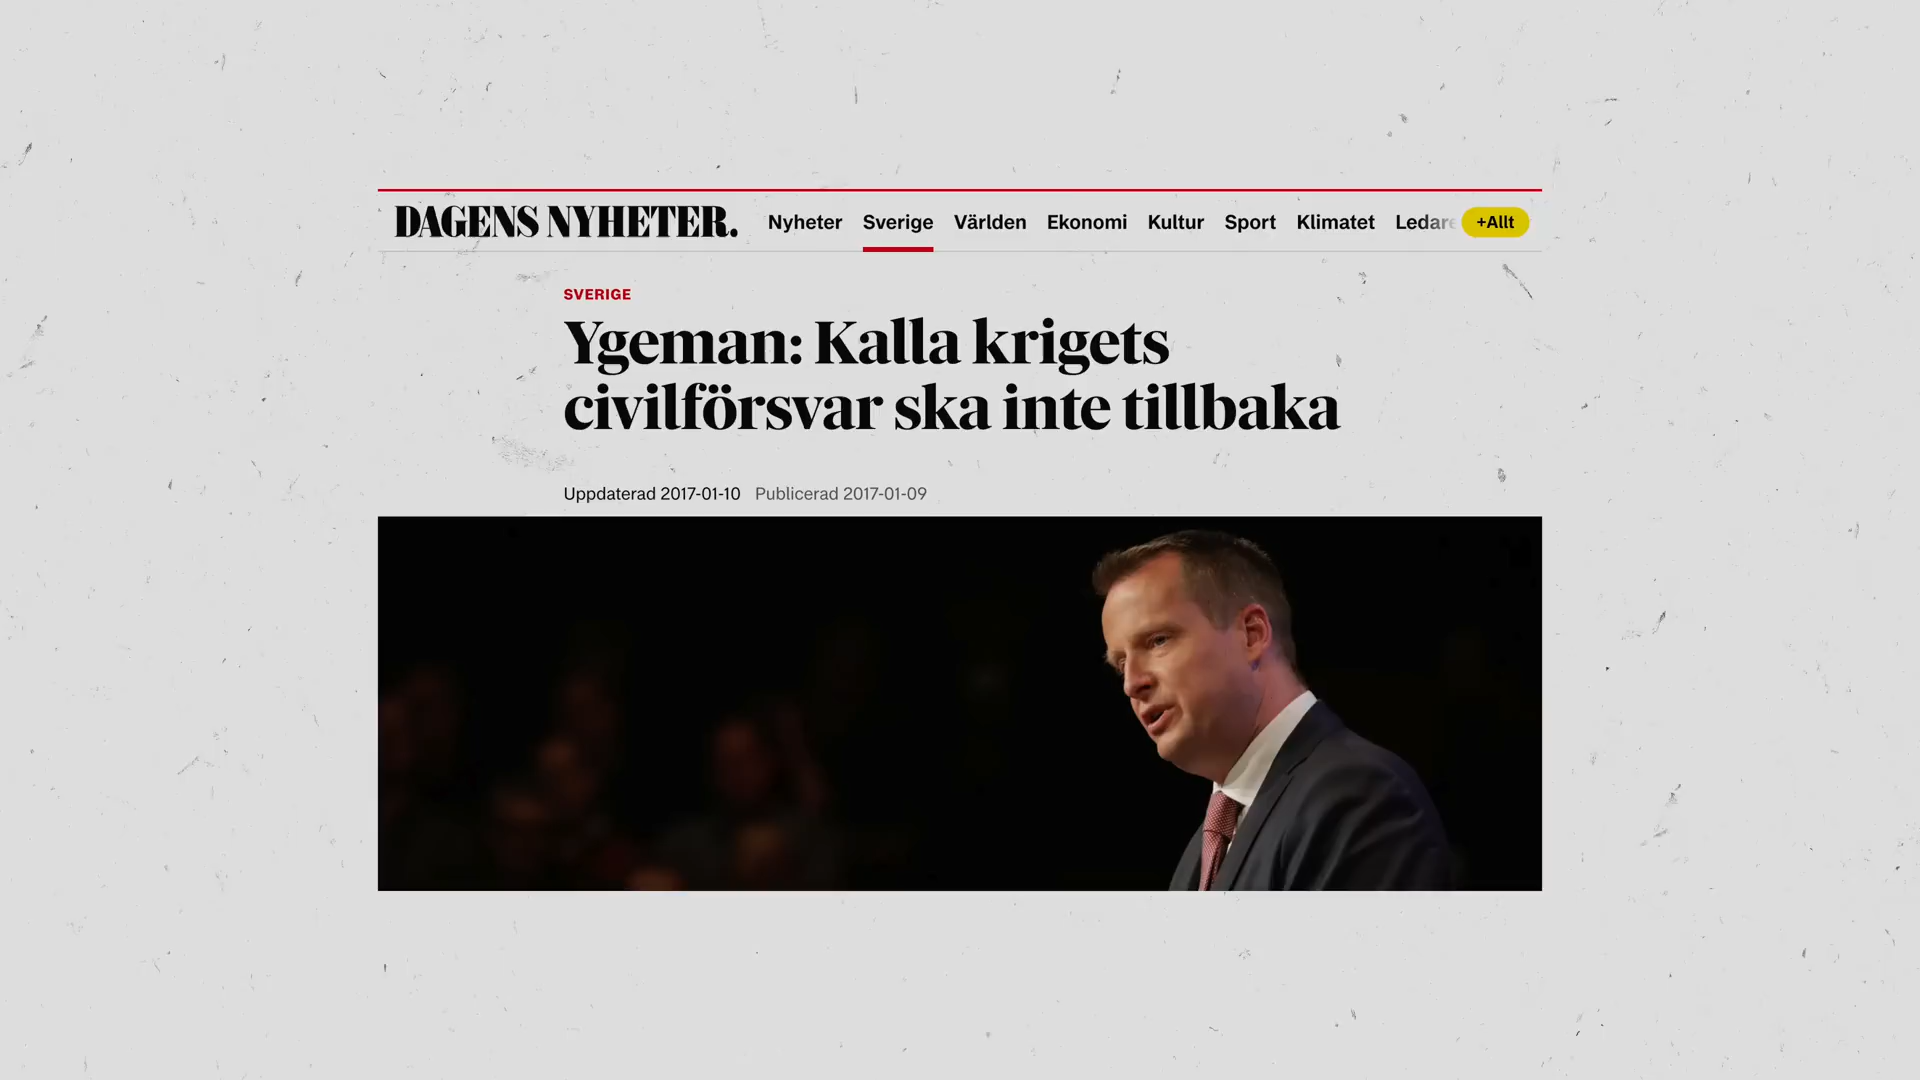 DAGENS NYHETER. Nyheter Sverige Världen Ekonomi Kultur Sport Klimatet Ledare +Allt
SVERIGE
Ygeman: Kalla krigets
civilförsvar ska inte tillbaka
Uppdaterad 2017-01-10 Publicerad 2017-01-09